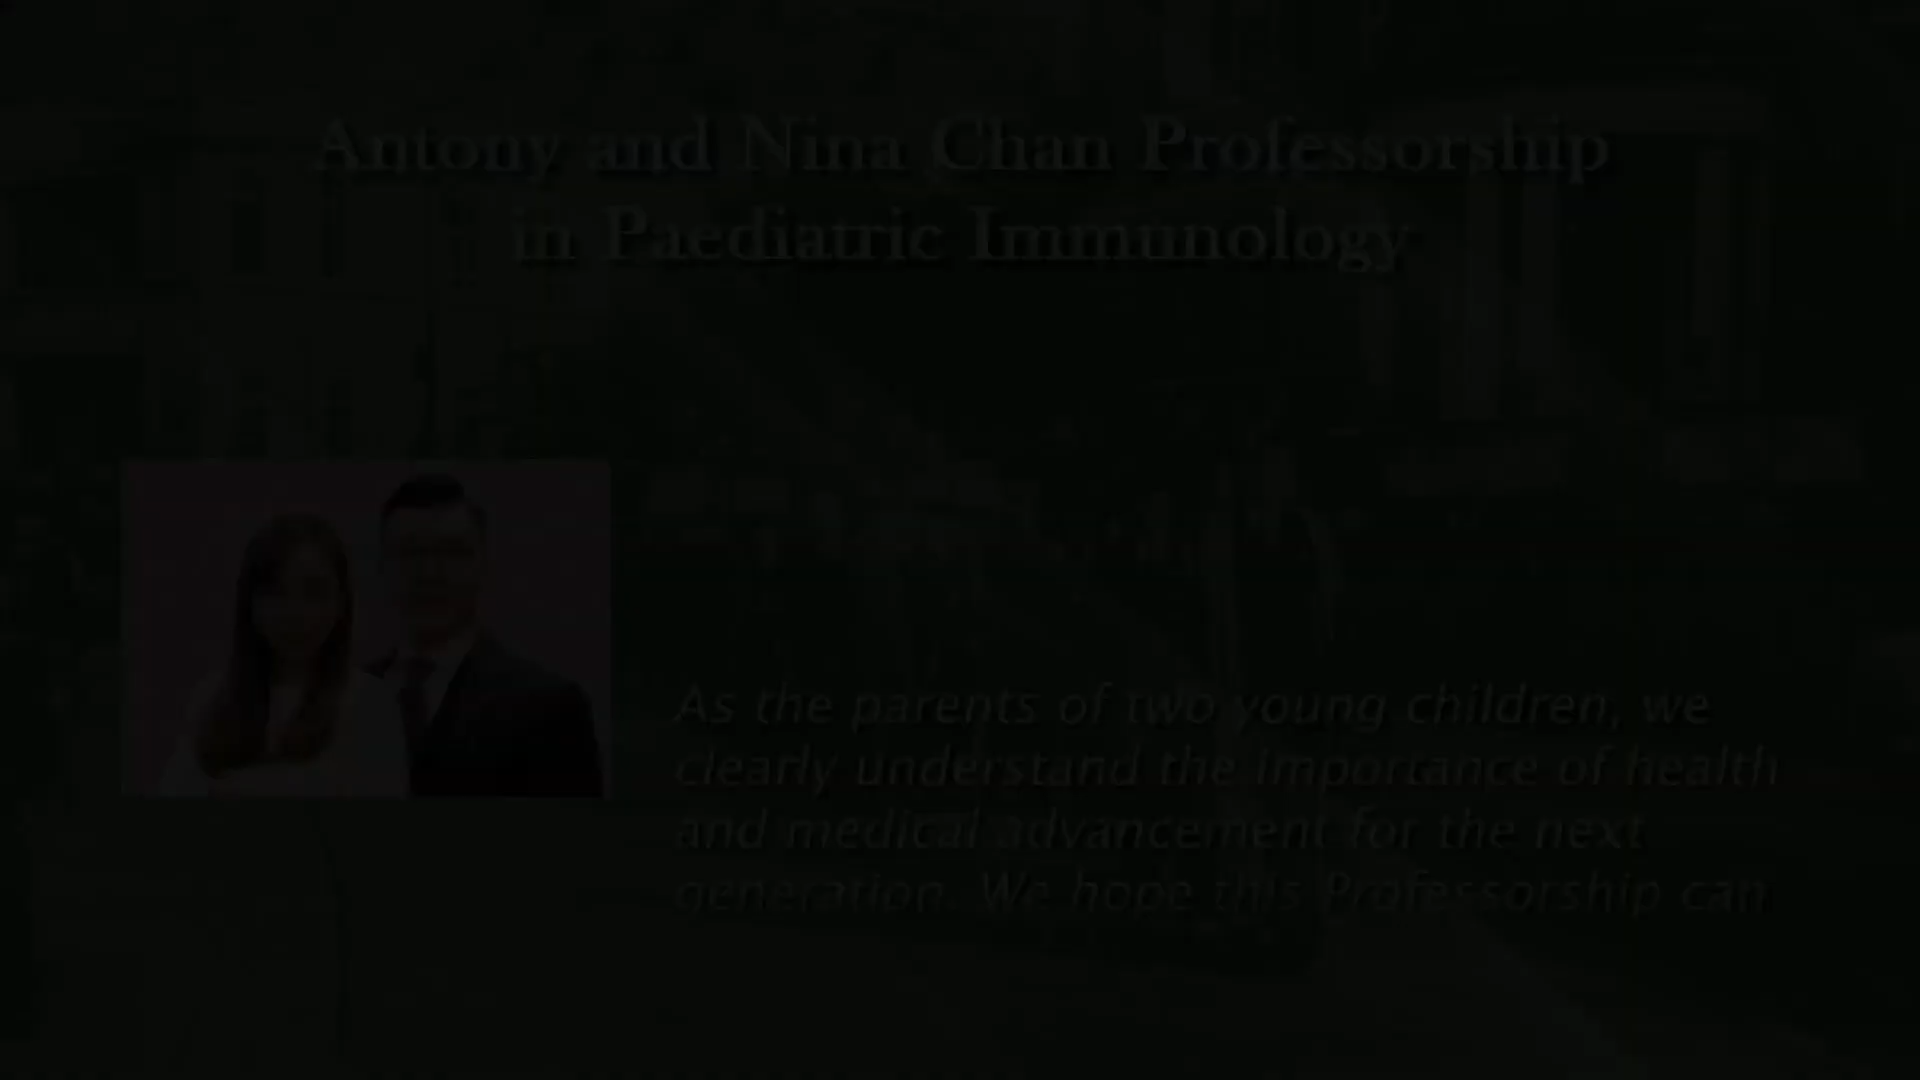 Antony and Nina Chan Professorship
in Paediatric Immunology
As the parents of two young children, we
clearly understand the importance of health
and medical advancement for the next
generation. We hope this Professorship can